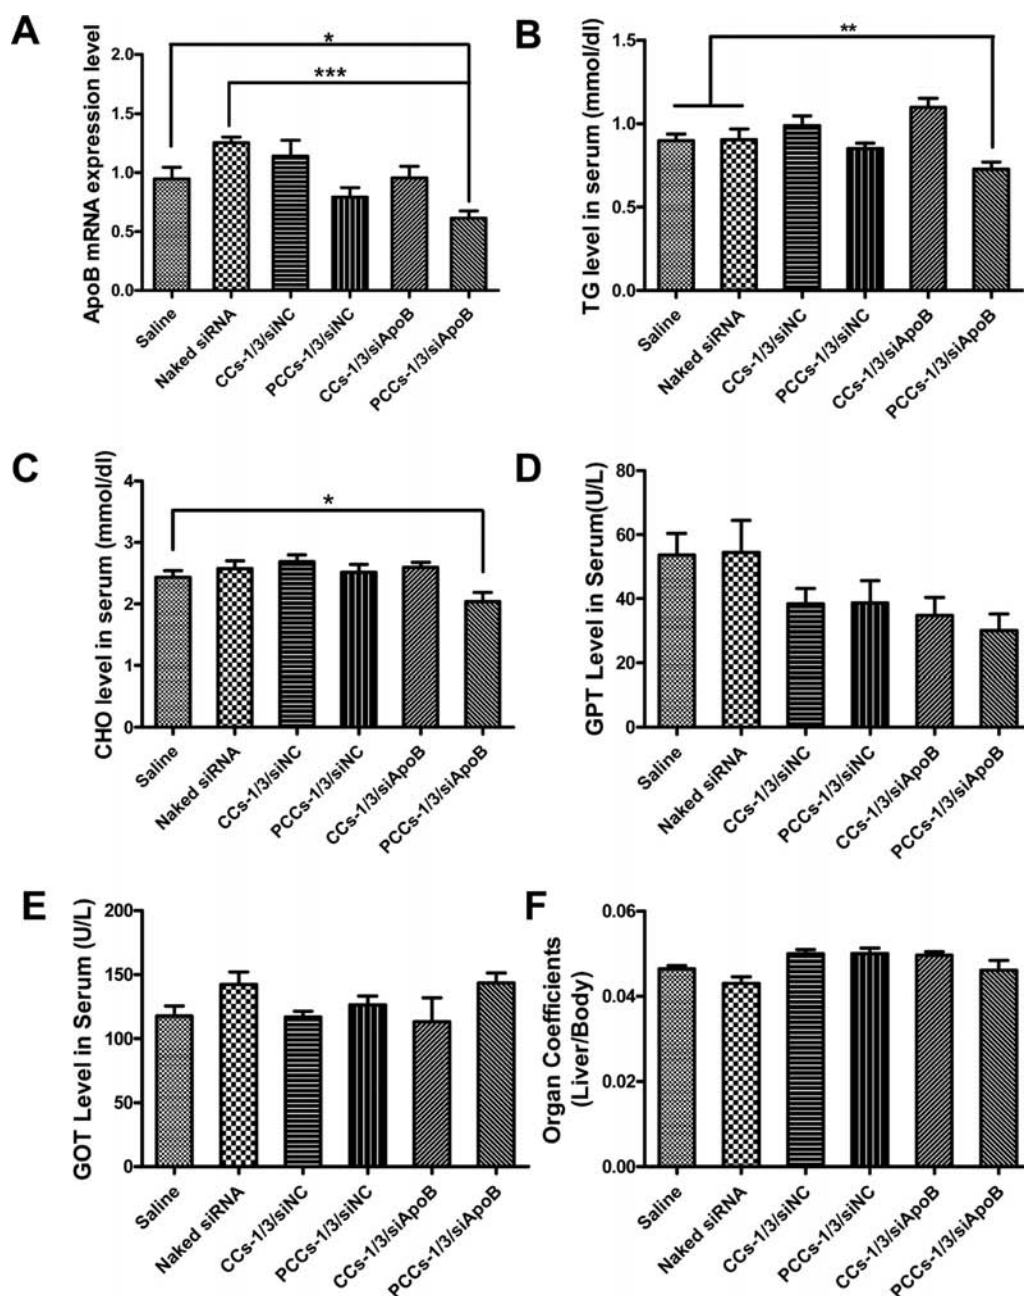 A
ApoB mRNA expression level
2.0
1.5
1.0
0.5
0.0
*
***
Saline
Naked siRNA
CCs-1/3/siNC
PCCs-1/3/siNC
CCs-1/3/siApoB
PCCs-1/3/siApoB
B
TG level in serum (mmol/dl)
1.5
1.0
0.5
0.0
**
Saline
Naked siRNA
CCs-1/3/siNC
PCCs-1/3/siNC
CCs-1/3/siApoB
PCCs-1/3/siApoB
C
CHO level in serum (mmol/dl)
4
3
2
1
0
*
Saline
Naked siRNA
CCs-1/3/siNC
PCCs-1/3/siNC
CCs-1/3/siApoB
PCCs-1/3/siApoB
D
GPT Level in Serum(U/L)
80
60
40
20
0
Saline
Naked siRNA
CCs-1/3/siNC
PCCs-1/3/siNC
CCs-1/3/siApoB
PCCs-1/3/siApoB
E
GOT Level in Serum (U/L)
200
150
100
50
0
Saline
Naked siRNA
CCs-1/3/siNC
PCCs-1/3/siNC
CCs-1/3/siApoB
PCCs-1/3/siApoB
F
Organ Coefficients
(Liver/Body)
0.06
0.04
0.02
0.00
Saline
Naked siRNA
CCs-1/3/siNC
PCCs-1/3/siNC
CCs-1/3/siApoB
PCCs-1/3/siApoB